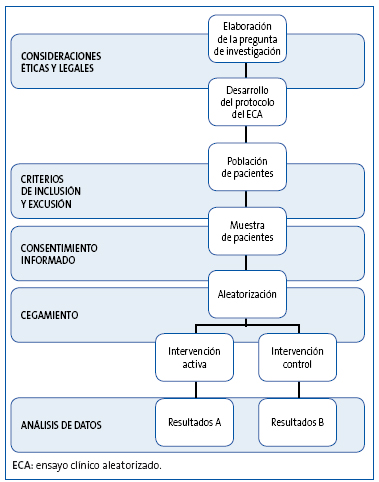 Elaboración
de la pregunta
de investigación
CONSIDERACIONES
ÉTICAS Y LEGALES
Desarrollo
del protocolo
del ECA
Población
de pacientes
CRITERIOS
DE INCLUSIÓN
Y EXCUSIÓN
Muestra
de pacientes
CONSENTIMIENTO
INFORMADO
Aleatorización
CEGAMIENTO
Intervención
activa
Intervención
control
ANÁLISIS DE DATOS
Resultados A
Resultados B
ECA: ensayo clínico aleatorizado.